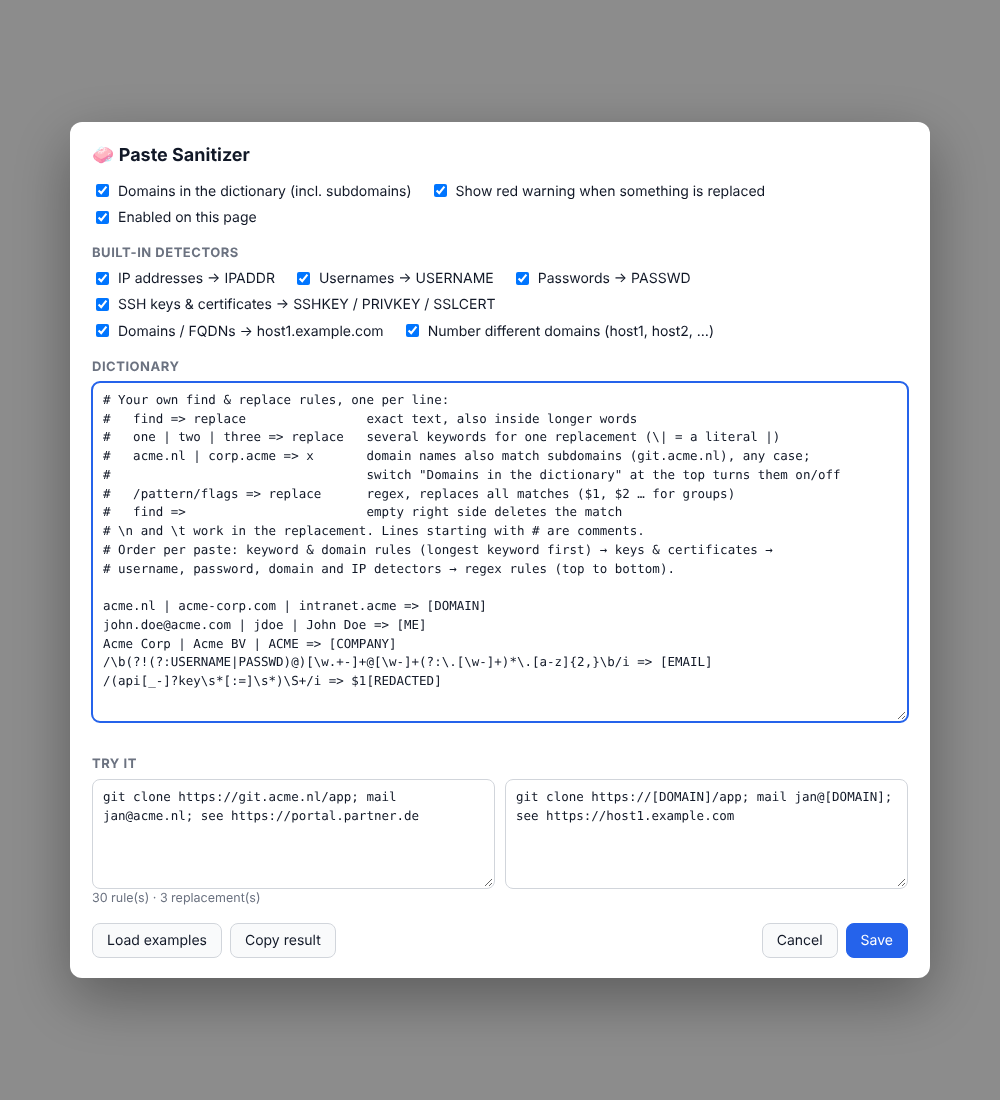 🧼 Paste Sanitizer
Domains in the dictionary (incl. subdomains) Show red warning when something is replaced
Enabled on this page
BUILT-IN DETECTORS
IP addresses → IPADDR Usernames → USERNAME Passwords → PASSWD
SSH keys & certificates → SSHKEY / PRIVKEY / SSLCERT
Domains / FQDNs → host1.example.com Number different domains (host1, host2, ...)
DICTIONARY
# Your own find & replace rules, one per line:
#   find => replace                exact text, also inside longer words
#   one | two | three => replace   several keywords for one replacement (\| = a literal |)
#   acme.nl | corp.acme => x       domain names also match subdomains (git.acme.nl), any case;
#                                  switch "Domains in the dictionary" at the top turns them on/off
#   /pattern/flags => replace      regex, replaces all matches ($1, $2 … for groups)
#   find =>                        empty right side deletes the match
# \n and \t work in the replacement. Lines starting with # are comments.
# Order per paste: keyword & domain rules (longest keyword first) → keys & certificates →
# username, password, domain and IP detectors → regex rules (top to bottom).
acme.nl | acme-corp.com | intranet.acme => [DOMAIN]
john.doe@acme.com | jdoe | John Doe => [ME]
Acme Corp | Acme BV | ACME => [COMPANY]
/\b(?!(?:USERNAME|PASSWD)@)[\w.+-]+@[\w-]+(?:\.[\w-]+)*\.[a-z]{2,}\b/i => [EMAIL]
/(api[_-]?key\s*[:=]\s*)\S+/i => $1[REDACTED]
TRY IT
git clone https://git.acme.nl/app; mail
jan@acme.nl; see https://portal.partner.de
git clone https://[DOMAIN]/app; mail jan@[DOMAIN];
see https://host1.example.com
30 rule(s) · 3 replacement(s)
Load examples Copy result Cancel Save